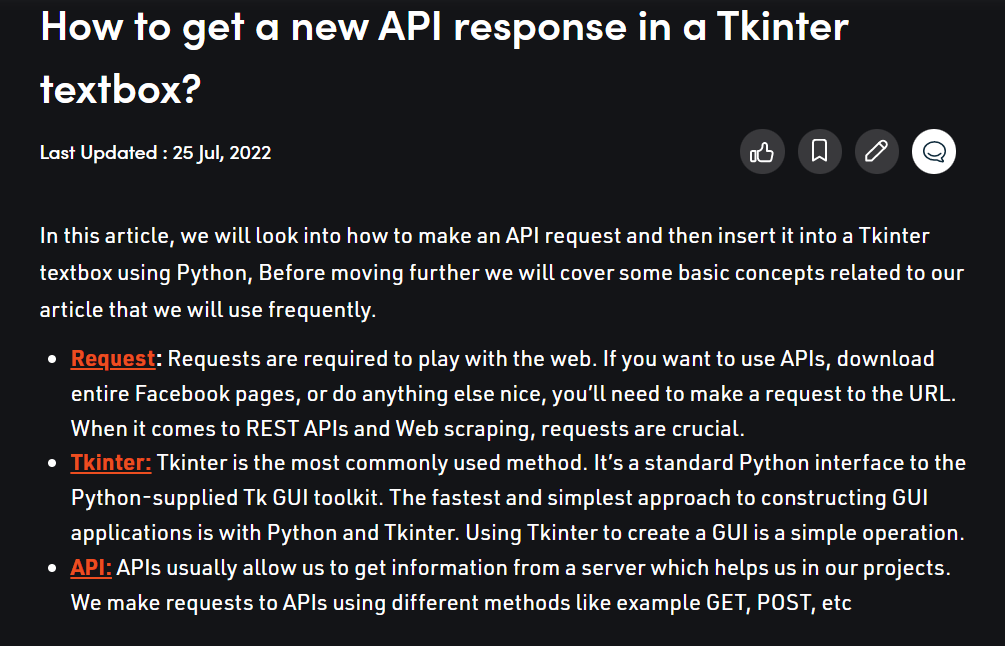 How to get a new API response in a Tkinter
textbox?
Last Updated : 25 Jul, 2022
In this article, we will look into how to make an API request and then insert it into a Tkinter
textbox using Python, Before moving further we will cover some basic concepts related to our
article that we will use frequently.
• Request: Requests are required to play with the web. If you want to use APIs, download
entire Facebook pages, or do anything else nice, you’ll need to make a request to the URL.
When it comes to REST APIs and Web scraping, requests are crucial.
• Tkinter: Tkinter is the most commonly used method. It’s a standard Python interface to the
Python-supplied Tk GUI toolkit. The fastest and simplest approach to constructing GUI
applications is with Python and Tkinter. Using Tkinter to create a GUI is a simple operation.
• API: APIs usually allow us to get information from a server which helps us in our projects.
We make requests to APIs using different methods like example GET, POST, etc